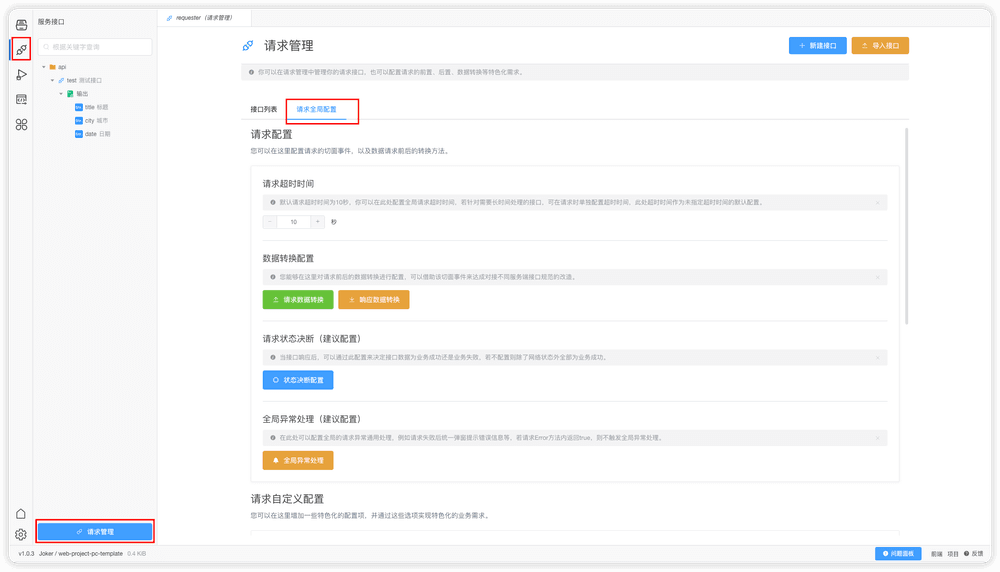 服务接口
requester（请求管理）
根据关键字查询
api
test 测试接口
输出
title 标题
city 城市
date 日期
请求管理
新建接口
导入接口
你可以在请求管理中管理你的请求接口，也可以配置请求的前置，后置，数据转换等特色化需求。
接口列表
请求全局配置
请求配置
您可以在这里配置请求的切面事件，以及数据请求前后的转换方法。
请求超时时间
默认请求超时时间为10秒，你可以在此处配置全局请求超时时间，若针对需要长时间处理的接口，可在请求时单独配置超时时间，此处超时时间作为未指定超时时间的默认配置。
- 10 + 秒
数据转换配置
您能够在这里对请求前后的数据转换进行配置，可以借助该切面事件来达成对接不同服务端接口规范的改造。
请求数据转换
响应数据转换
请求状态决断（建议配置）
当接口响应后，可以通过此配置来决定接口数据为业务成功还是业务失败，若不配置则除了网络状态外全部为业务成功。
状态决断配置
全局异常处理（建议配置）
在此处可以配置全局的请求异常通用处理，例如请求失败后统一弹窗提示错误信息等，若请求Error方法内返回true，则不触发全局异常处理。
全局异常处理
请求自定义配置
您可以在这里增加一些特色化的配置项，并通过这些选项实现特色化的业务需求。
请求管理
v1.0.3 Joker / web-project-pc-template 0.4 KiB
问题面板
前端 项目 反馈